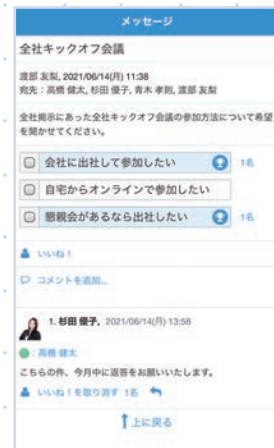 メッセージ
全社キックオフ会議
渡部 友梨, 2021/06/14(月) 11:38
宛先：高橋 健太, 杉田 優子, 青木 孝則, 渡部 友梨
全社掲示にあった全社キックオフ会議の参加方法について希望
を聞かせてください。
会社に出社して参加したい 1名
自宅からオンラインで参加したい
懇親会があるなら出社したい 1名
いいね！
コメントを追加...
1. 杉田 優子, 2021/06/14(月) 13:58
：高橋 健太
こちらの件、今月中に返答をお願いいたします。
いいね！を取り消す 1名
上に戻る